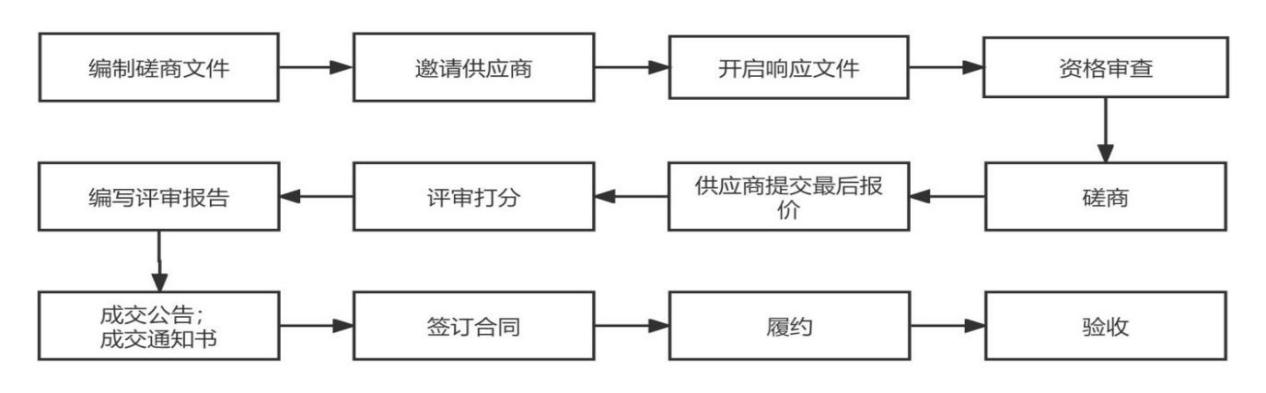 编制磋商文件
邀请供应商
开启响应文件
资格审查
磋商
供应商提交最后报
价
评审打分
编写评审报告
成交公告；
成交通知书
签订合同
履约
验收